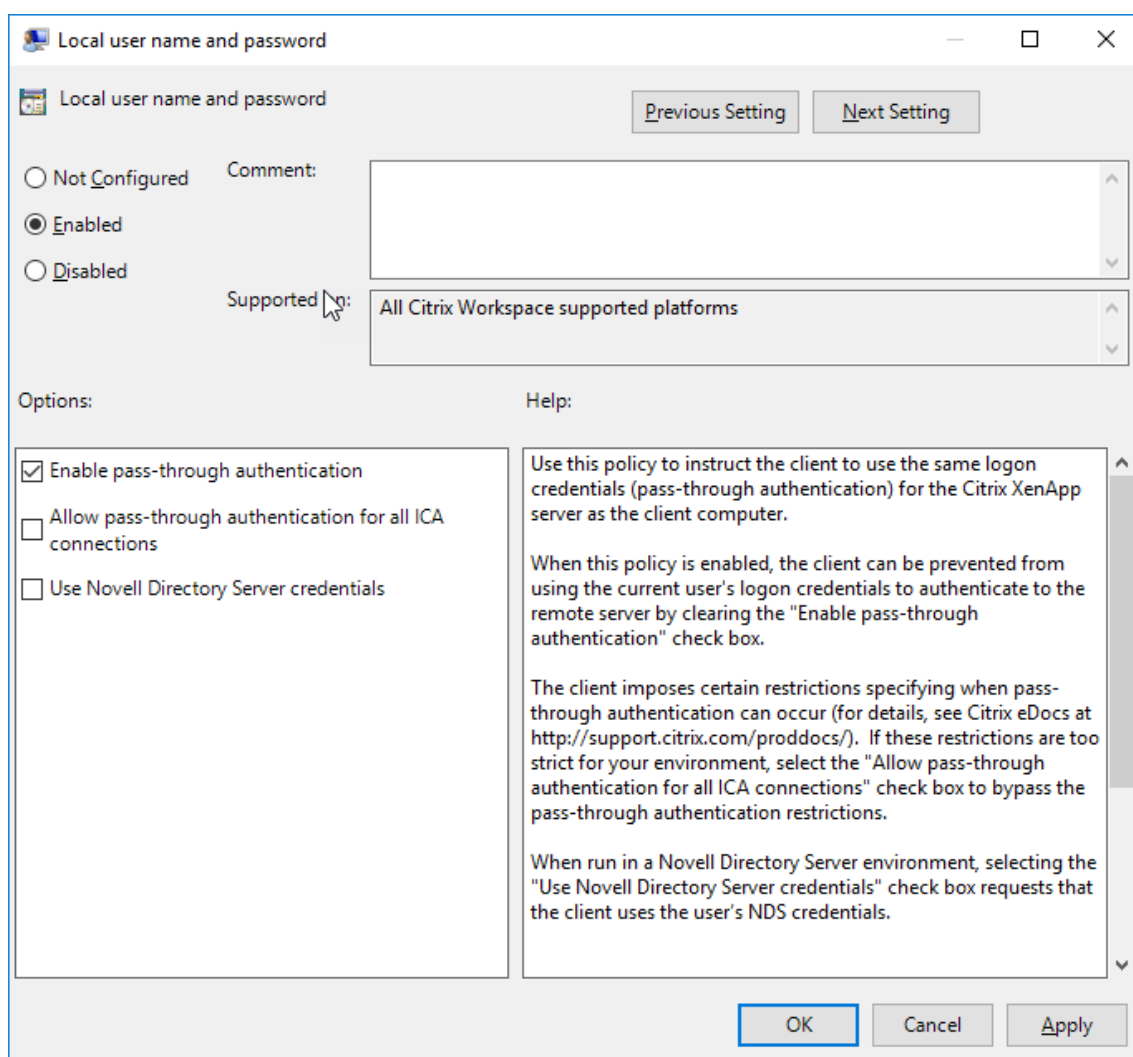 Local user name and password
Local user name and password
Previous Setting
Next Setting
Not Configured
Comment:
Enabled
Disabled
Supported on:
All Citrix Workspace supported platforms
Options:
Help:
Enable pass-through authentication
Allow pass-through authentication for all ICA
connections
Use Novell Directory Server credentials
Use this policy to instruct the client to use the same logon
credentials (pass-through authentication) for the Citrix XenApp
server as the client computer.
When this policy is enabled, the client can be prevented from
using the current user's logon credentials to authenticate to the
remote server by clearing the "Enable pass-through
authentication" check box.
The client imposes certain restrictions specifying when pass-
through authentication can occur (for details, see Citrix eDocs at
http://support.citrix.com/proddocs/).  If these restrictions are too
strict for your environment, select the "Allow pass-through
authentication for all ICA connections" check box to bypass the
pass-through authentication restrictions.
When run in a Novell Directory Server environment, selecting the
"Use Novell Directory Server credentials" check box requests that
the client uses the user's NDS credentials.
OK
Cancel
Apply